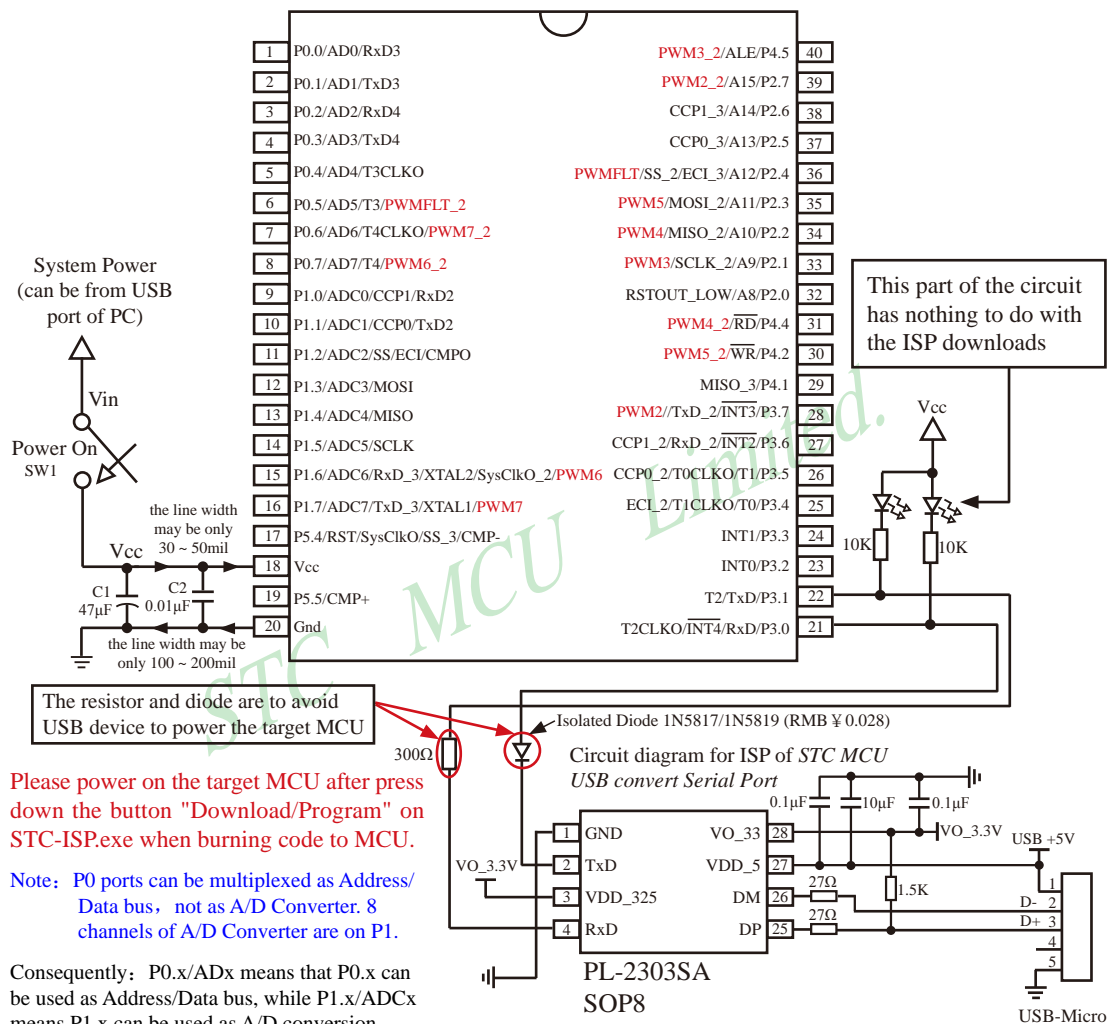 1 P0.0/AD0/RxD3
2 P0.1/AD1/TxD3
3 P0.2/AD2/RxD4
4 P0.3/AD3/TxD4
5 P0.4/AD4/T3CLKO
6 P0.5/AD5/T3/PWMFLT_2
7 P0.6/AD6/T4CLKO/PWM7_2
8 P0.7/AD7/T4/PWM6_2
9 P1.0/ADC0/CCP1/RxD2
10 P1.1/ADC1/CCP0/TxD2
11 P1.2/ADC2/SS/ECI/CMPO
12 P1.3/ADC3/MOSI
13 P1.4/ADC4/MISO
14 P1.5/ADC5/SCLK
15 P1.6/ADC6/RxD_3/XTAL2/SysClkO_2/PWM6
16 P1.7/ADC7/TxD_3/XTAL1/PWM7
17 P5.4/RST/SysClkO/SS_3/CMP-
18 Vcc
19 P5.5/CMP+
20 Gnd
PWM3_2/ALE/P4.5 40
PWM2_2/A15/P2.7 39
CCP1_3/A14/P2.6 38
CCP0_3/A13/P2.5 37
PWMFLT/SS_2/ECI_3/A12/P2.4 36
PWM5/MOSI_2/A11/P2.3 35
PWM4/MISO_2/A10/P2.2 34
PWM3/SCLK_2/A9/P2.1 33
RSTOUT_LOW/A8/P2.0 32
PWM4_2/RD/P4.4 31
PWM5_2/WR/P4.2 30
MISO_3/P4.1 29
PWM2//TxD_2/INT3/P3.7 28
CCP1_2/RxD_2/INT2/P3.6 27
CCP0_2/T0CLKO/T1/P3.5 26
ECI_2/T1CLKO/T0/P3.4 25
INT1/P3.3 24
INT0/P3.2 23
T2/TxD/P3.1 22
T2CLKO/INT4/RxD/P3.0 21
System Power
(can be from USB
port of PC)
Vin
Power On
SW1
the line width
may be only
30 ~ 50mil
Vcc
C1
47μF
C2
0.01μF
the line width may be
only 100 ~ 200mil
This part of the circuit
has nothing to do with
the ISP downloads
Vcc
10K
10K
STC MCU Limited.
The resistor and diode are to avoid
USB device to power the target MCU
300Ω
Isolated Diode 1N5817/1N5819 (RMB ¥ 0.028)
Circuit diagram for ISP of STC MCU
USB convert Serial Port
Please power on the target MCU after press
down the button "Download/Program" on
STC-ISP.exe when burning code to MCU.
Note：P0 ports can be multiplexed as Address/
Data bus，not as A/D Converter. 8
channels of A/D Converter are on P1.
Consequently：P0.x/ADx means that P0.x can
be used as Address/Data bus, while P1.x/ADCx
means P1.x can be used as A/D conversion
0.1μF
10μF
0.1μF
VO_3.3V
VO_3.3V
1 GND
2 TxD
3 VDD_325
4 RxD
VO_33 28
VDD_5 27
DM 26
DP 25
27Ω
27Ω
1.5K
PL-2303SA
SOP8
USB +5V
1
D- 2
D+ 3
4
5
USB-Micro